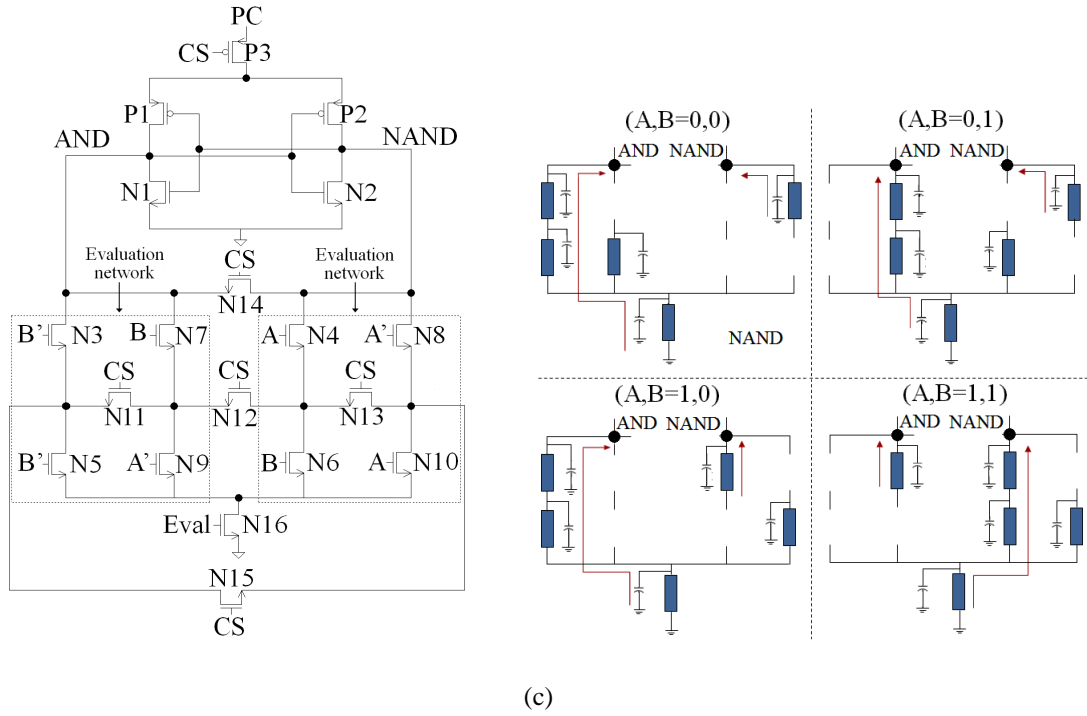 PC
CS
P3
P1
P2
AND
NAND
N1
N2
Evaluation
network
CS
Evaluation
network
N14
B'
N3
B
N7
A
N4
A'
N8
CS
CS
CS
N11
N12
N13
B'
N5
A'
N9
B
N6
A
N10
Eval
N16
N15
CS
(A,B=0,0)
AND NAND
NAND
(A,B=0,1)
AND NAND
(A,B=1,0)
AND NAND
(A,B=1,1)
AND NAND
(c)